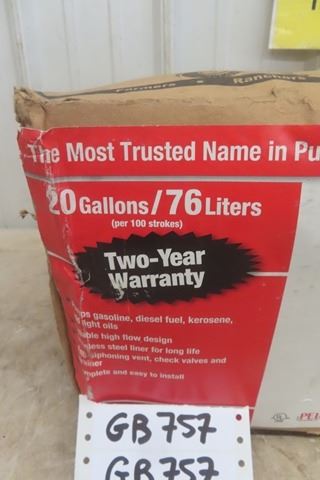 Farmers Ranchers
The Most Trusted Name in
20 Gallons/76 Liters
(per 100 strokes)
Two-Year
Warranty
gasoline, diesel fuel, kerosene,
light oils
high flow design
steel liner for long life
siphoning vent, check valves and
and easy to install
GB757
GB757